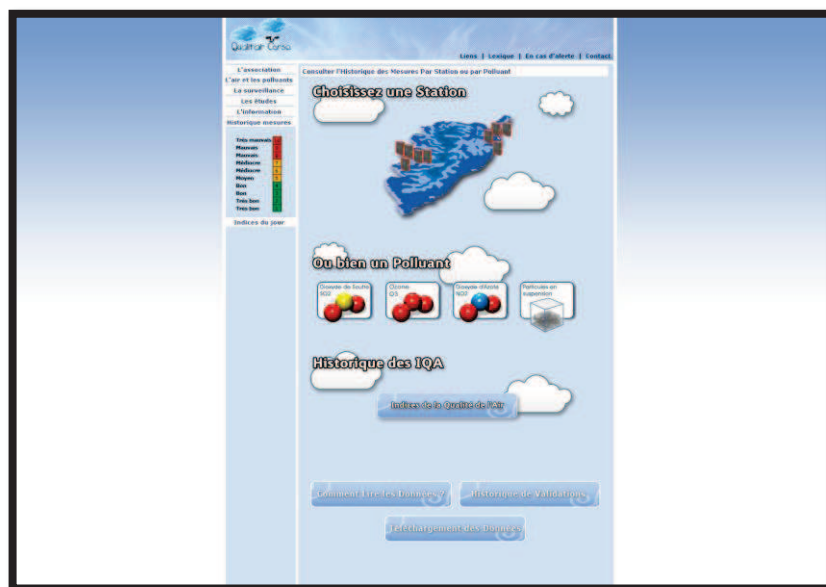 Qualitair Corse
Liens | Lexique | En cas d'alerte | Contact
L'association
L'air et les polluants
La surveillance
Les études
L'information
Historique mesures
Très mauvais
Mauvais
Mauvais
Médiocre
Médiocre
Moyen
Bon
Bon
Très bon
Très bon
Indices du jour
Consulter l'Historique des Mesures Par Station ou par Polluant
Choisissez une Station
Ou bien un Polluant
Dioxyde de Soufre
SO2
Ozone
O3
Dioxyde d'Azote
NO2
Particules en
suspension
Historique des IQA
Indices de la Qualité de l'Air
Comment Lire les Données ?
Historique de Validations
Téléchargement des Données